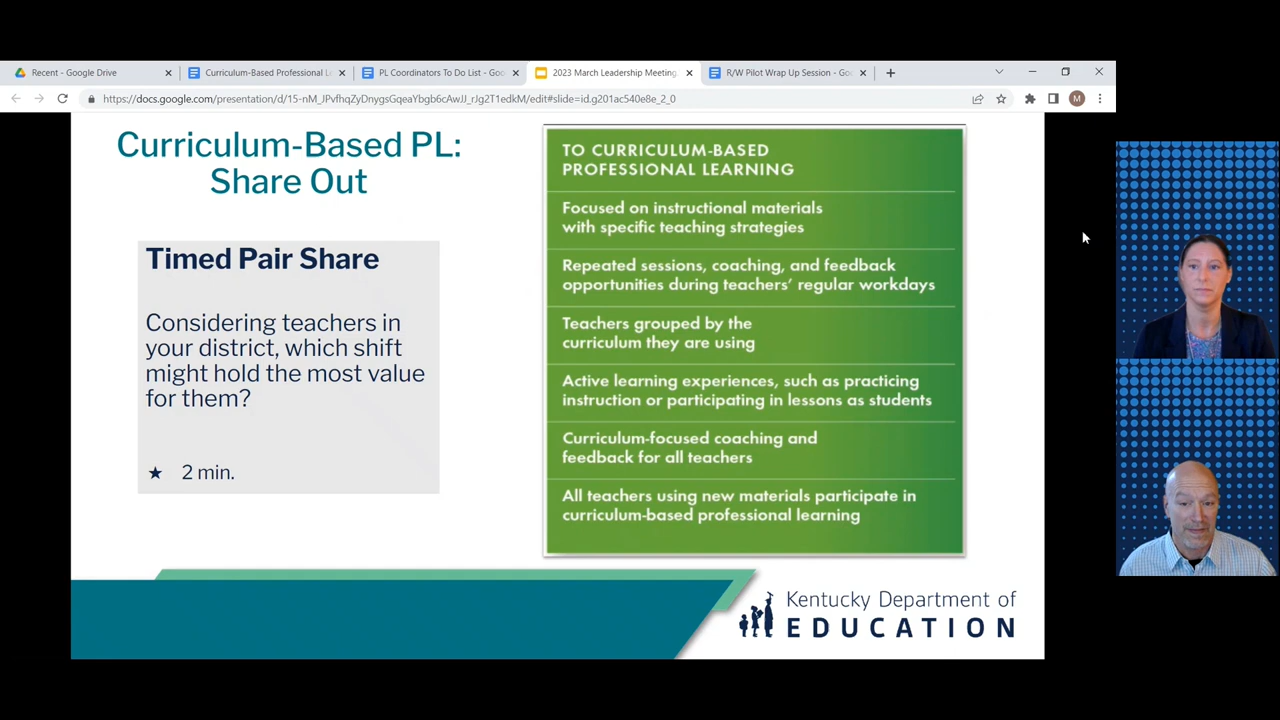 Recent - Google Drive
Curriculum-Based Professional L
PL Coordinators To Do List - Goo
2023 March Leadership Meeting
R/W Pilot Wrap Up Session - Go
https://docs.google.com/presentation/d/15-nM_JPvfhqZyDnygsGqeaYbgb6cAwJJ_rJg2T1edkM/edit#slide=id.g201ac540e8e_2_0
M
Curriculum-Based PL:
Share Out
Timed Pair Share
Considering teachers in
your district, which shift
might hold the most value
for them?
★ 2 min.
TO CURRICULUM-BASED
PROFESSIONAL LEARNING
Focused on instructional materials
with specific teaching strategies
Repeated sessions, coaching, and feedback
opportunities during teachers’ regular workdays
Teachers grouped by the
curriculum they are using
Active learning experiences, such as practicing
instruction or participating in lessons as students
Curriculum-focused coaching and
feedback for all teachers
All teachers using new materials participate in
curriculum-based professional learning
Kentucky Department of
EDUCATION